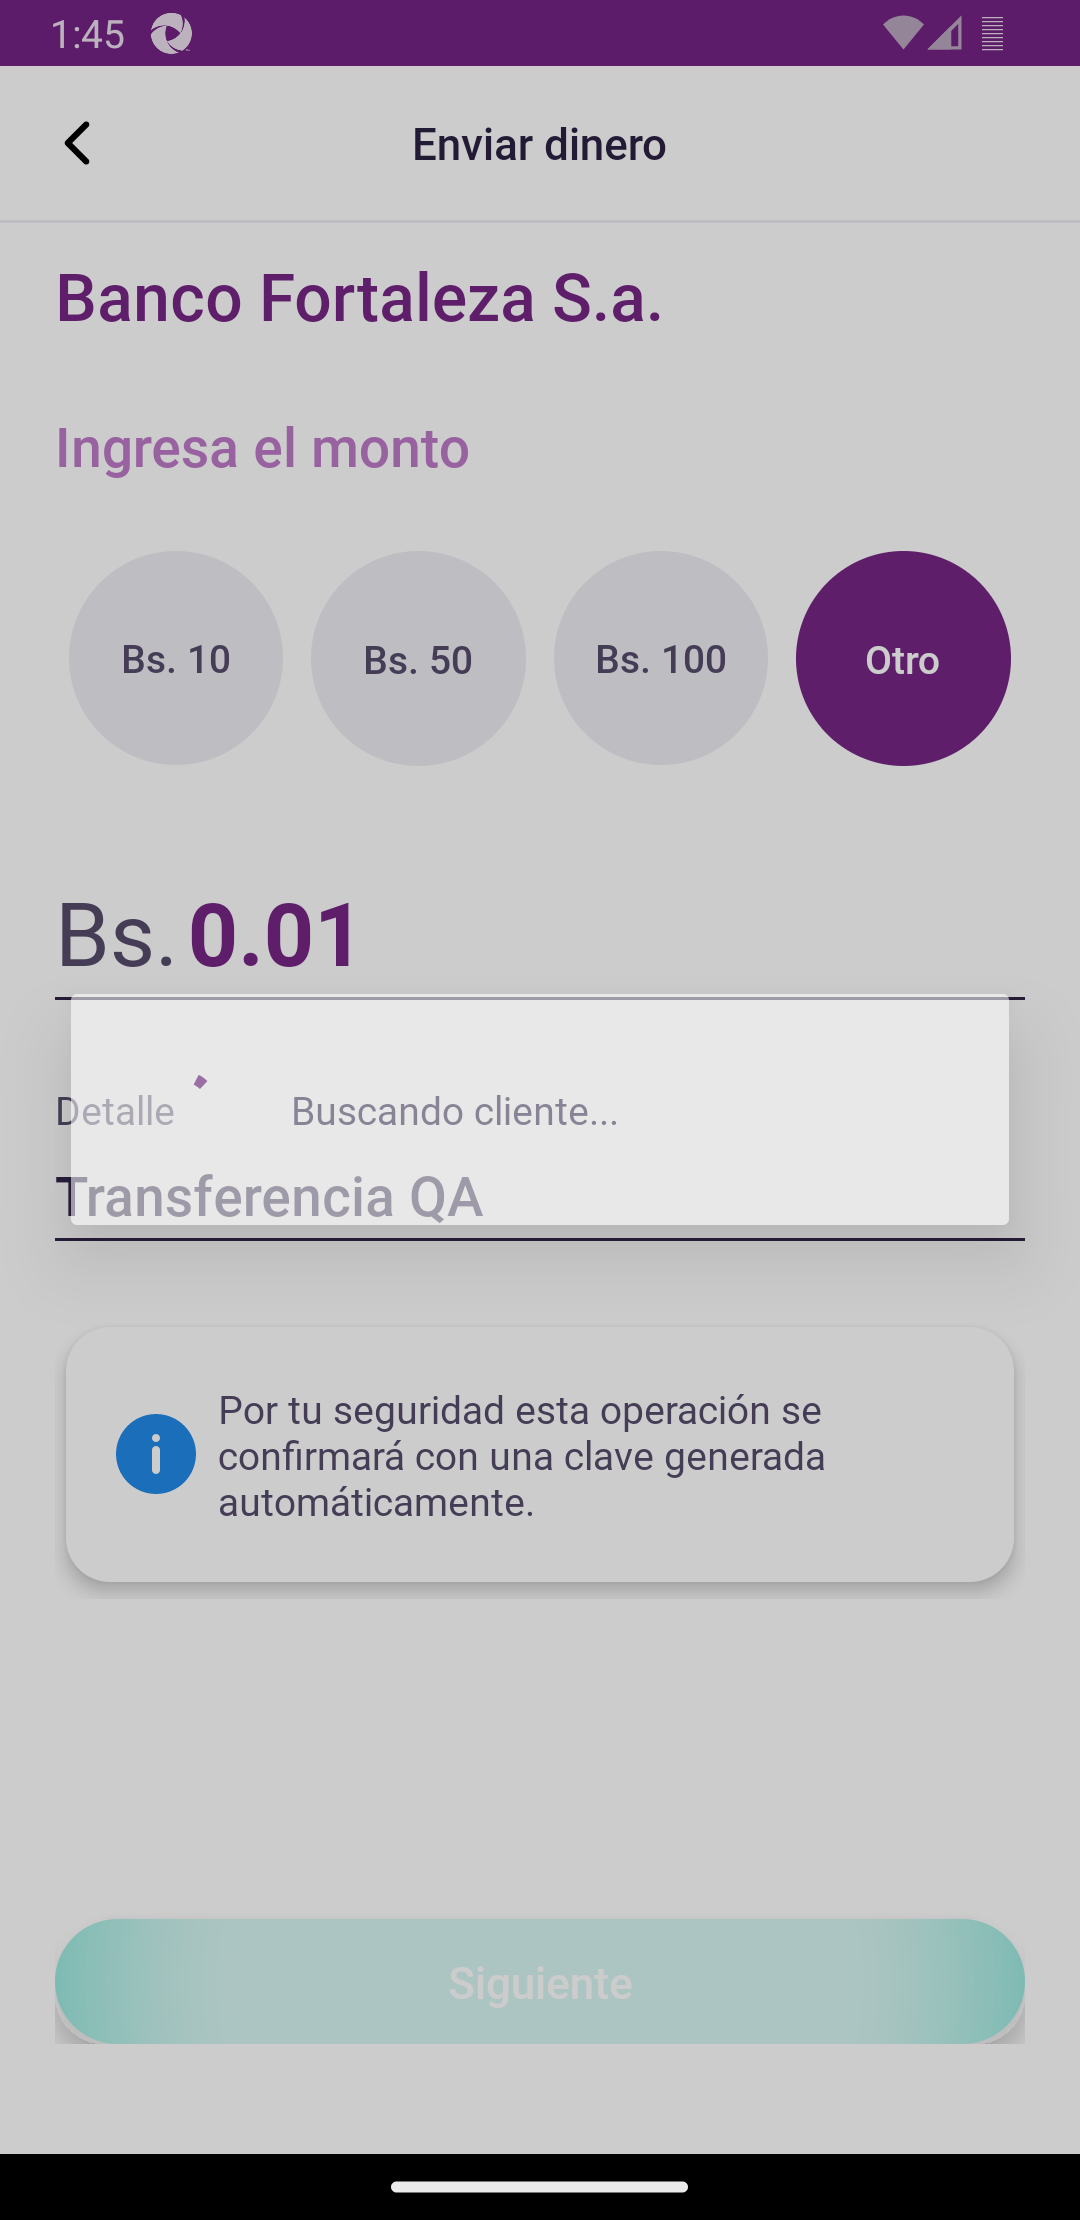 1:45
Enviar dinero
Banco Fortaleza S.a.
Ingresa el monto
Bs. 10
Bs. 50
Bs. 100
Otro
Bs. 0.01
Detalle
Buscando cliente...
Transferencia QA
Por tu seguridad esta operación se
confirmará con una clave generada
automáticamente.
Siguiente